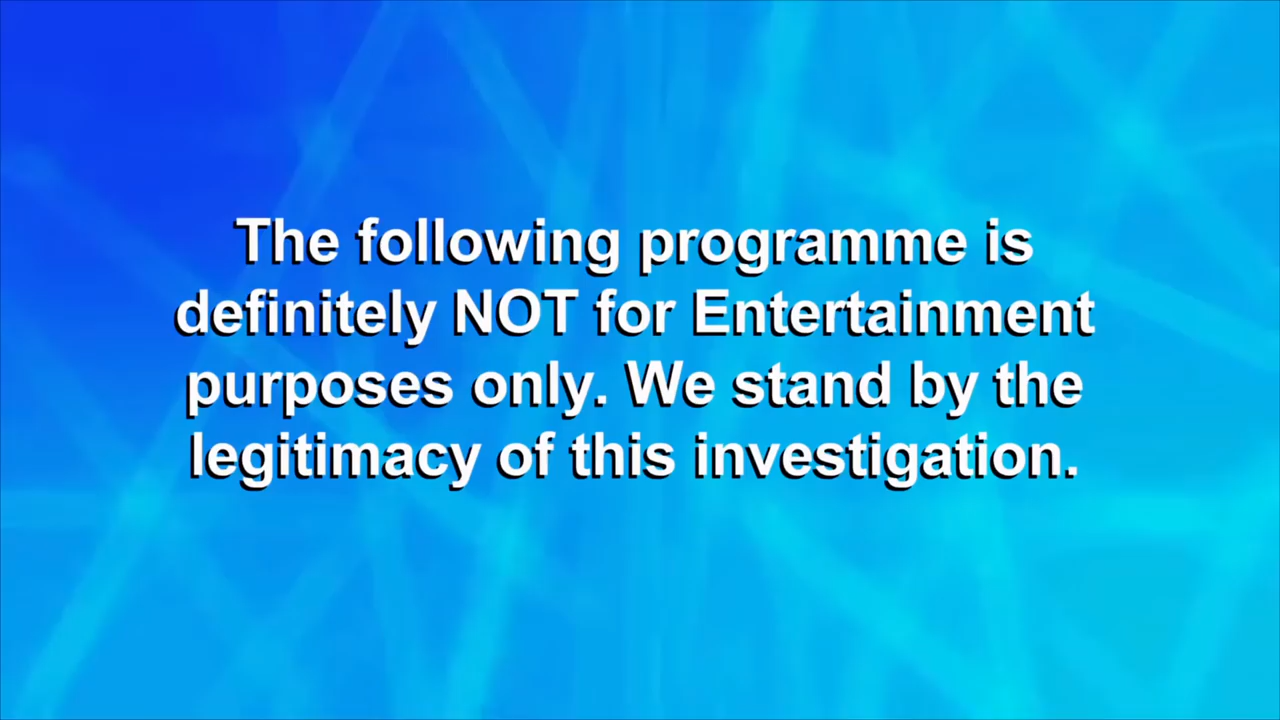 The following programme is
definitely NOT for Entertainment
purposes only. We stand by the
legitimacy of this investigation.